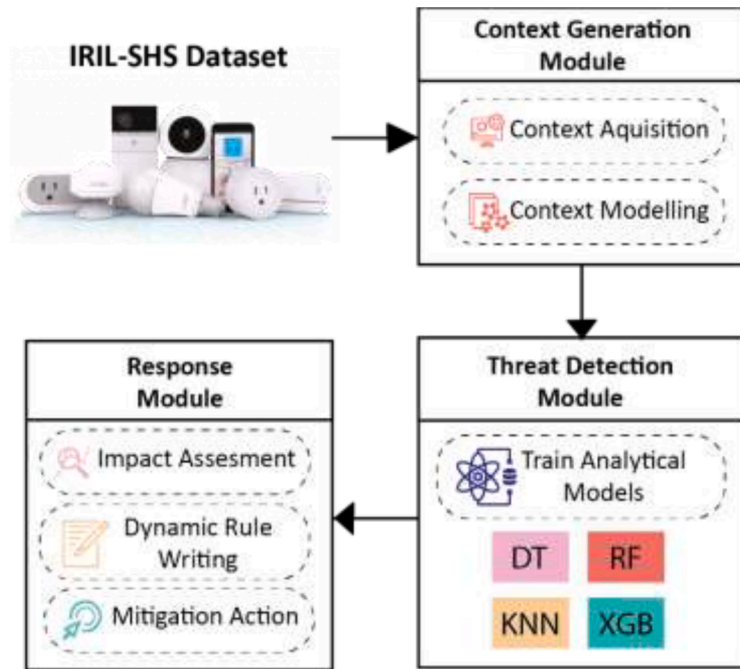 IRIL-SHS Dataset
Context Generation
Module
Context Aquisition
Context Modelling
Threat Detection
Module
Train Analytical
Models
DT
RF
KNN
XGB
Response
Module
Impact Assesment
Dynamic Rule
Writing
Mitigation Action